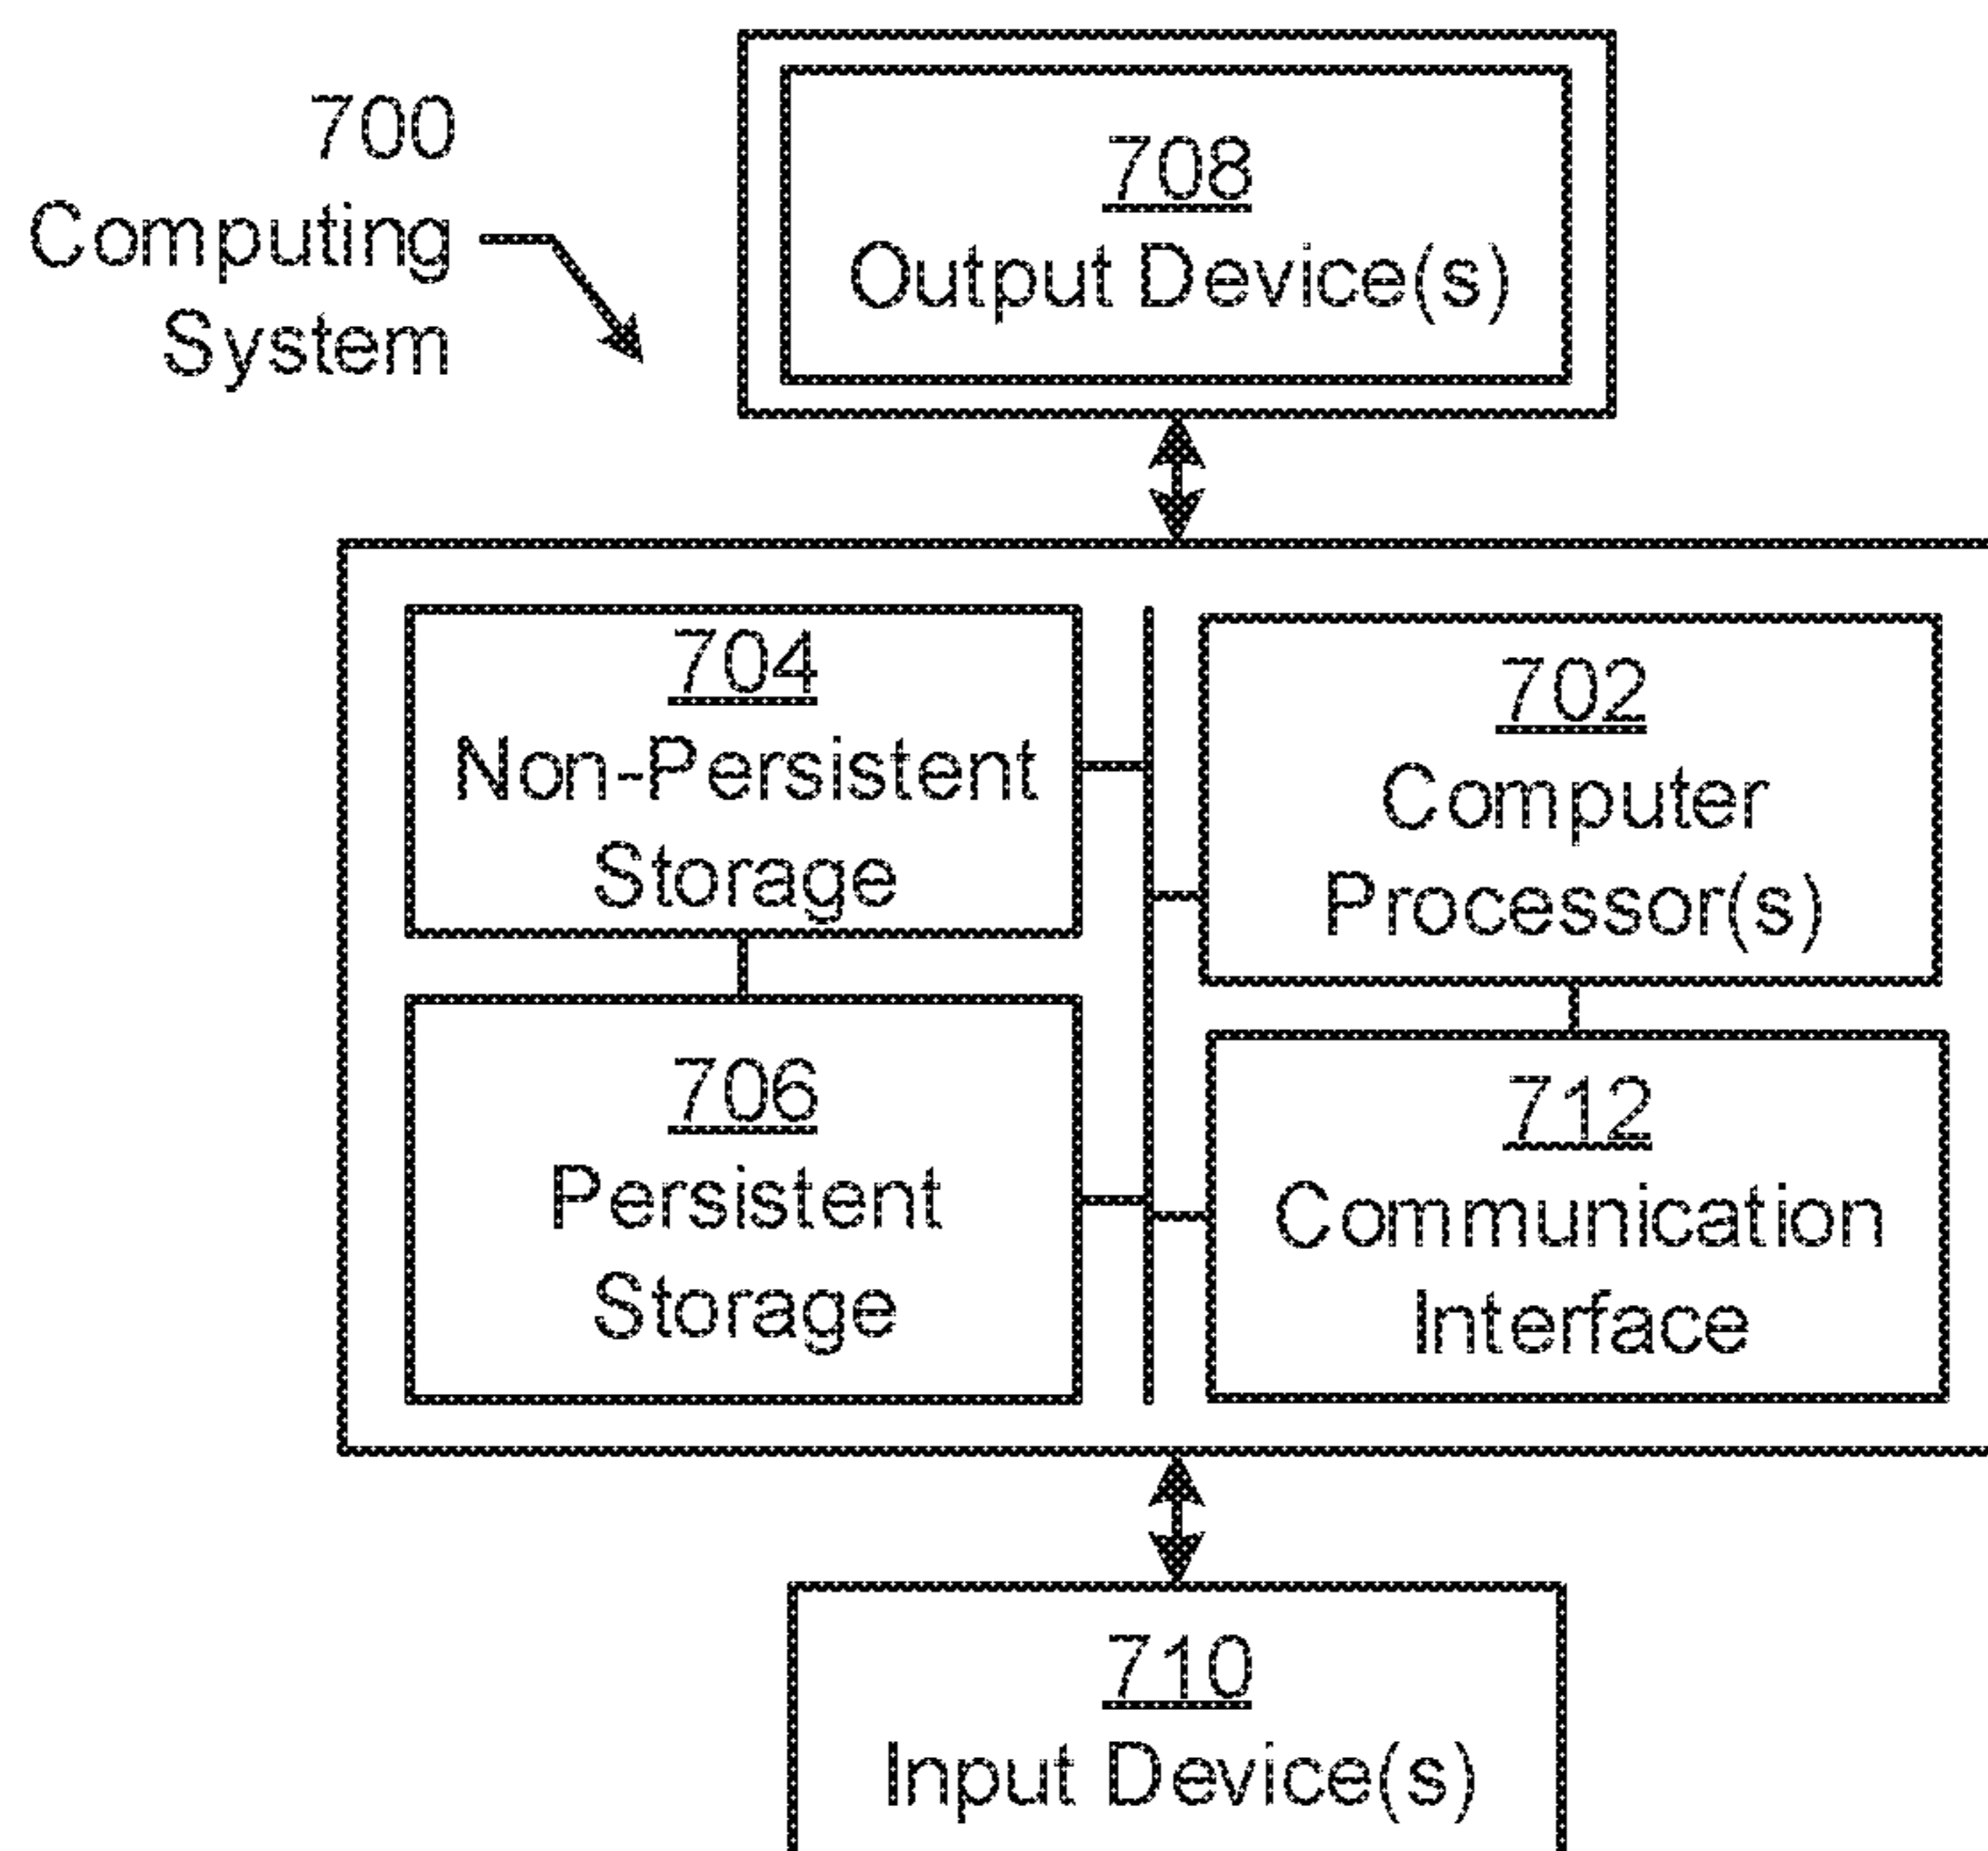 700
Computing
System
708
Output Device(s)
704
Non-Persistent
Storage
702
Computer
Processor(s)
706
Persistent
Storage
712
Communication
Interface
710
Input Device(s)